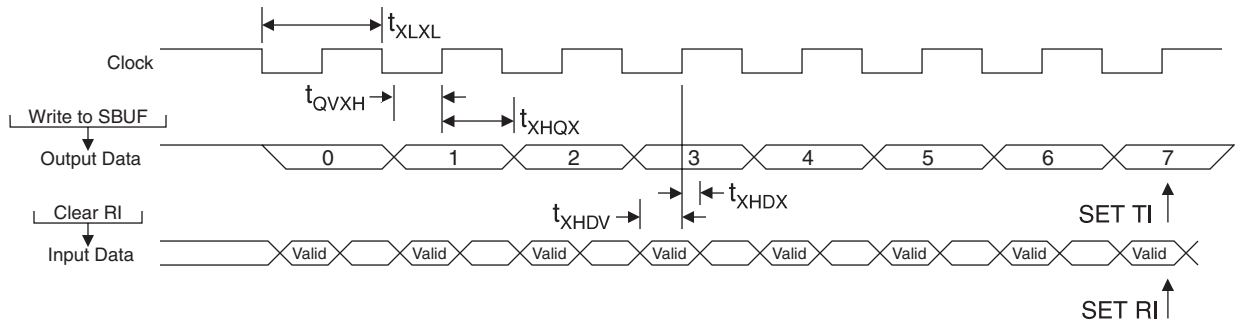 tXLXL
Clock
tQVXH
tXHQX
Write to SBUF
Output Data
0 1 2 3 4 5 6 7
tXHDX
tXHDV
SET TI
Clear RI
Input Data
Valid Valid Valid Valid Valid Valid Valid Valid
SET RI